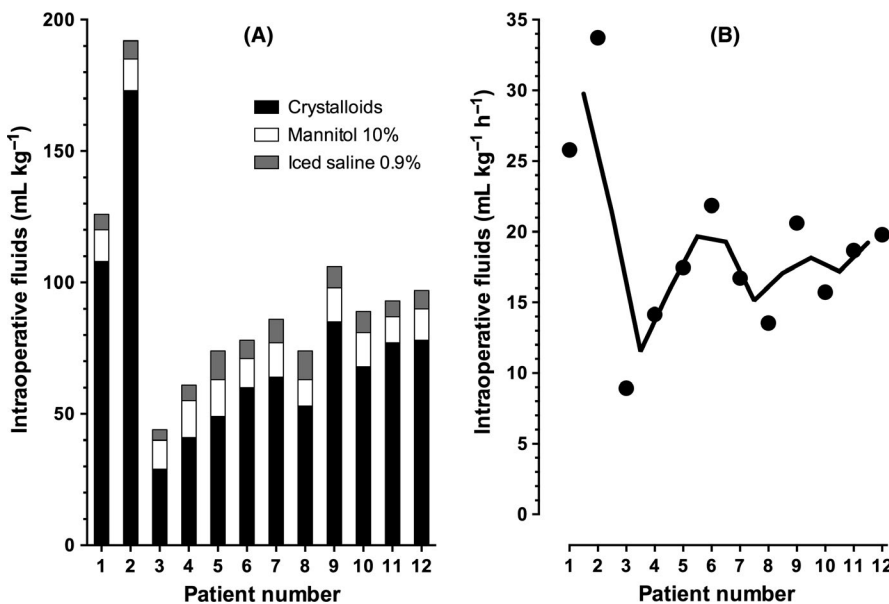 (A)
Intraoperative fluids (mL kg⁻¹)
200
150
100
50
0
Crystalloids
Mannitol 10%
Iced saline 0.9%
1 2 3 4 5 6 7 8 9 10 11 12
Patient number
(B)
Intraoperative fluids (mL kg⁻¹ h⁻¹)
35
30
25
20
15
10
5
0
1 2 3 4 5 6 7 8 9 10 11 12
Patient number